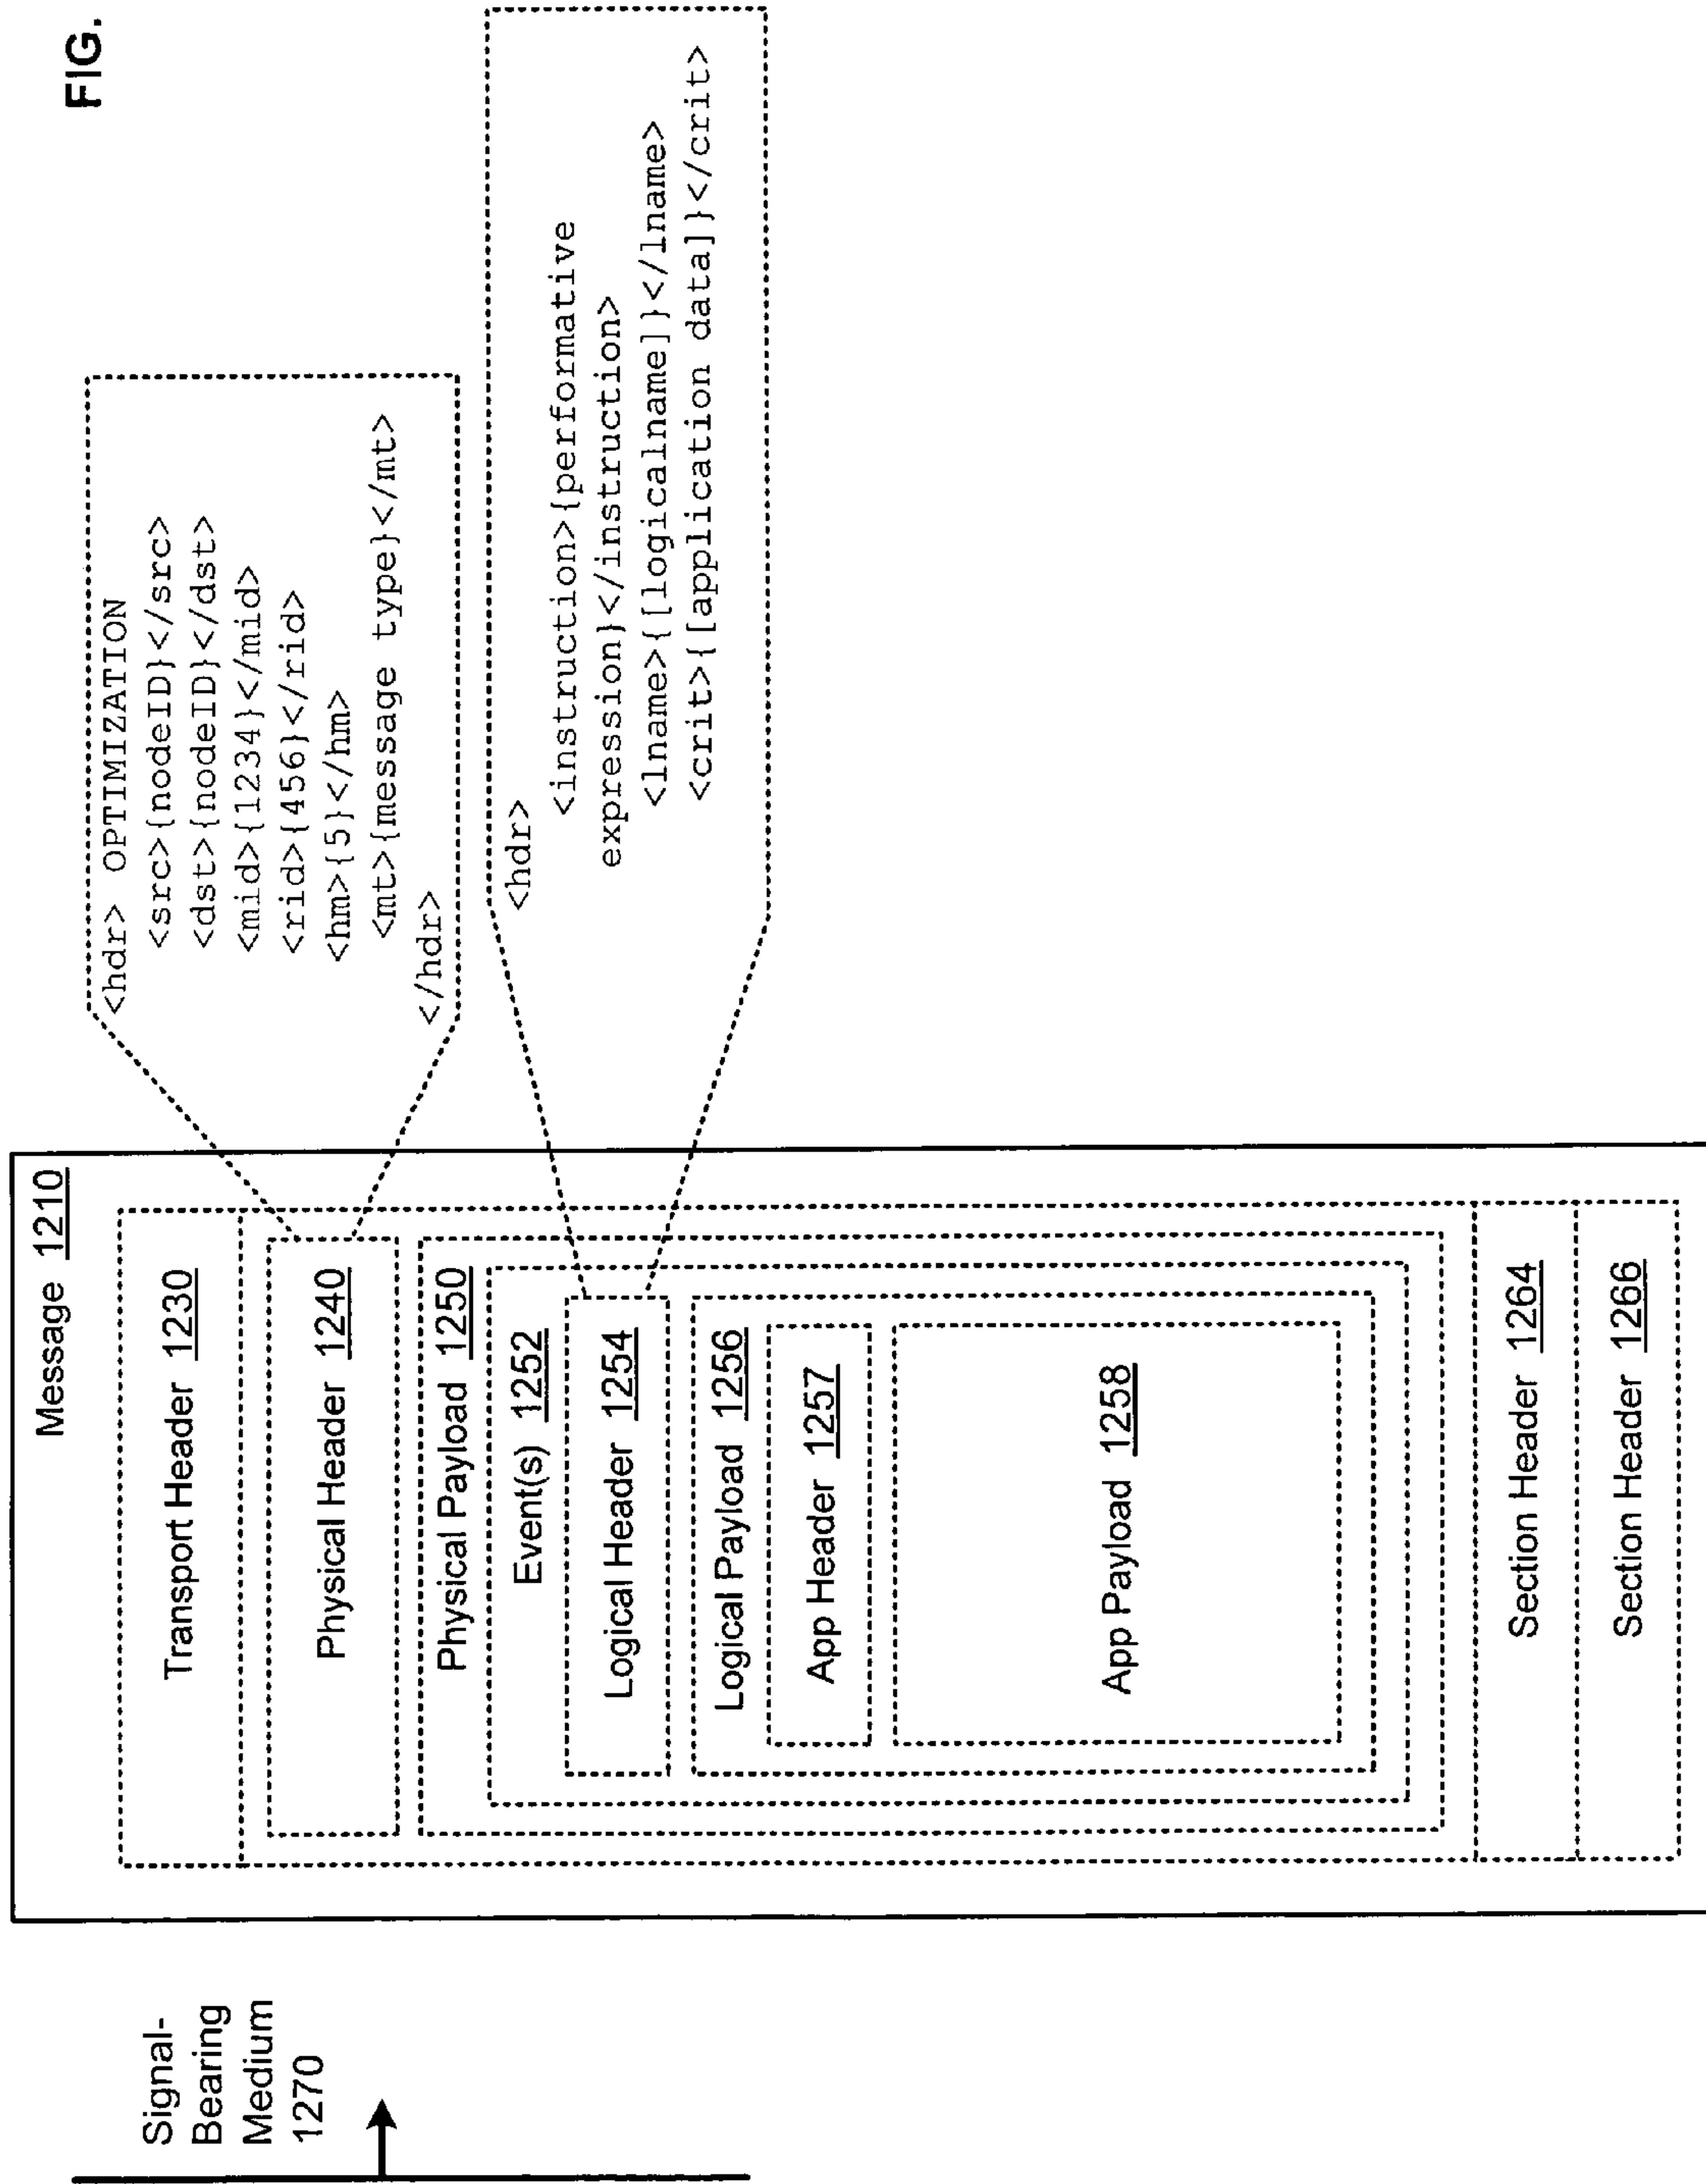 FIG.
Signal-
Bearing
Medium
1270
Message 1210
Transport Header 1230
Physical Header 1240
Physical Payload 1250
Event(s) 1252
Logical Header 1254
Logical Payload 1256
App Header 1257
App Payload 1258
Section Header 1264
Section Header 1266
<hdr> OPTIMIZATION
<src>{nodeID}</src>
<dst>{nodeID}</dst>
<mid>{1234}</mid>
<rid>{456}</rid>
<hm>{5}</hm>
<mt>{message type}</mt>
</hdr>
<hdr>
<instruction>{performative
expression}</instruction>
<lname>{[logicalname]}</lname>
<crit>{[application data]}</crit>